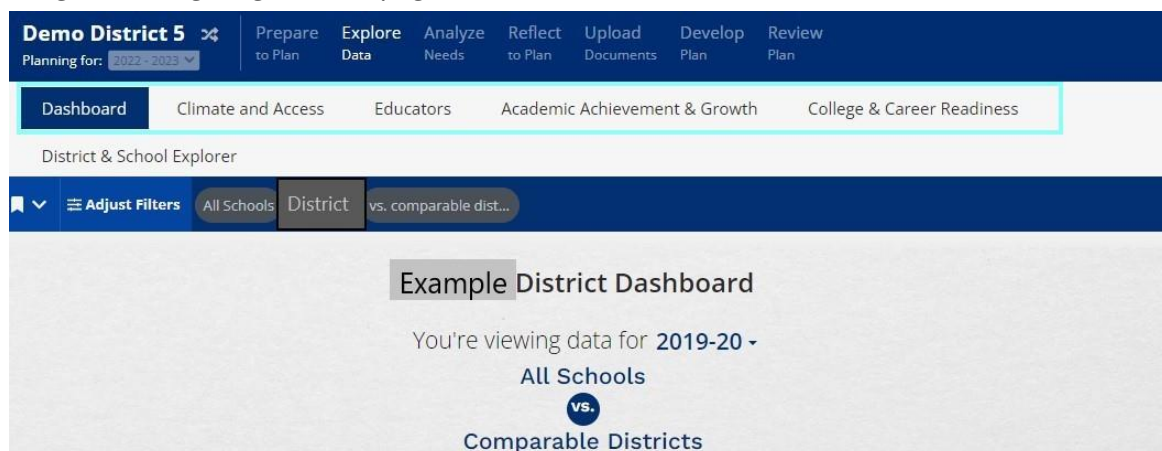 Demo District 5 Prepare Explore Analyze Reflect Upload Develop Review
Planning for: 2022 - 2023 to Plan Data Needs to Plan Documents Plan Plan
Dashboard Climate and Access Educators Academic Achievement & Growth College & Career Readiness
District & School Explorer
Adjust Filters All Schools District vs. comparable dist...
Example District Dashboard
You're viewing data for 2019-20
All Schools
vs.
Comparable Districts